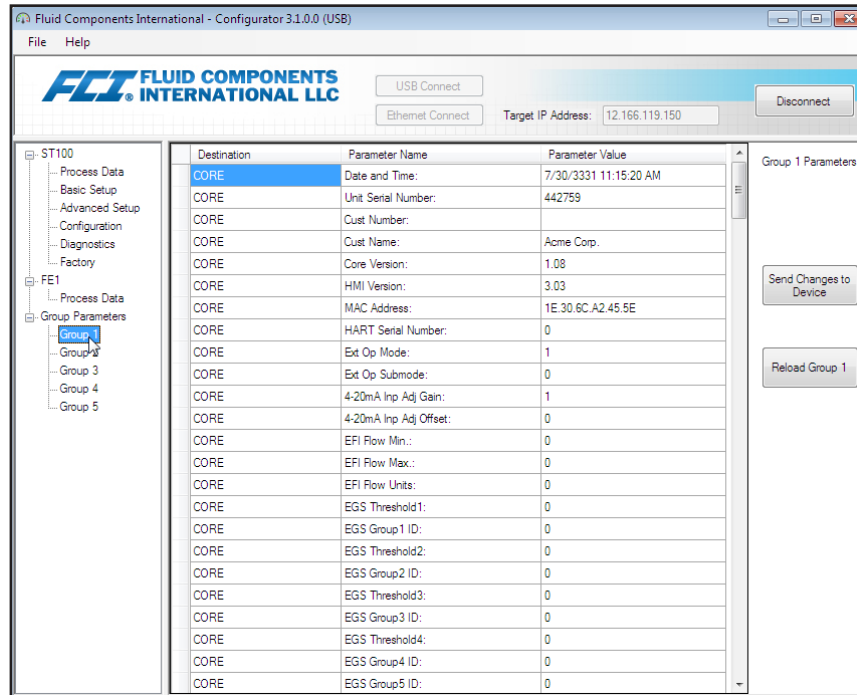 Fluid Components International - Configurator 3.1.0.0 (USB)
File Help
FCI® FLUID COMPONENTS
INTERNATIONAL LLC
USB Connect
Ethernet Connect
Target IP Address: 12.166.119.150
Disconnect
ST100
Process Data
Basic Setup
Advanced Setup
Configuration
Diagnostics
Factory
FE1
Process Data
Group Parameters
Group 1
Group 2
Group 3
Group 4
Group 5
Destination Parameter Name Parameter Value
CORE Date and Time: 7/30/3331 11:15:20 AM
CORE Unit Serial Number: 442759
CORE Cust Number:
CORE Cust Name: Acme Corp.
CORE Core Version: 1.08
CORE HMI Version: 3.03
CORE MAC Address: 1E.30.6C.A2.45.5E
CORE HART Serial Number: 0
CORE Ext Op Mode: 1
CORE Ext Op Submode: 0
CORE 4-20mA Inp Adj Gain: 1
CORE 4-20mA Inp Adj Offset: 0
CORE EFI Flow Min.: 0
CORE EFI Flow Max.: 0
CORE EFI Flow Units: 0
CORE EGS Threshold1: 0
CORE EGS Group1 ID: 0
CORE EGS Threshold2: 0
CORE EGS Group2 ID: 0
CORE EGS Threshold3: 0
CORE EGS Group3 ID: 0
CORE EGS Threshold4: 0
CORE EGS Group4 ID: 0
CORE EGS Group5 ID: 0
Group 1 Parameters
Send Changes to
Device
Reload Group 1